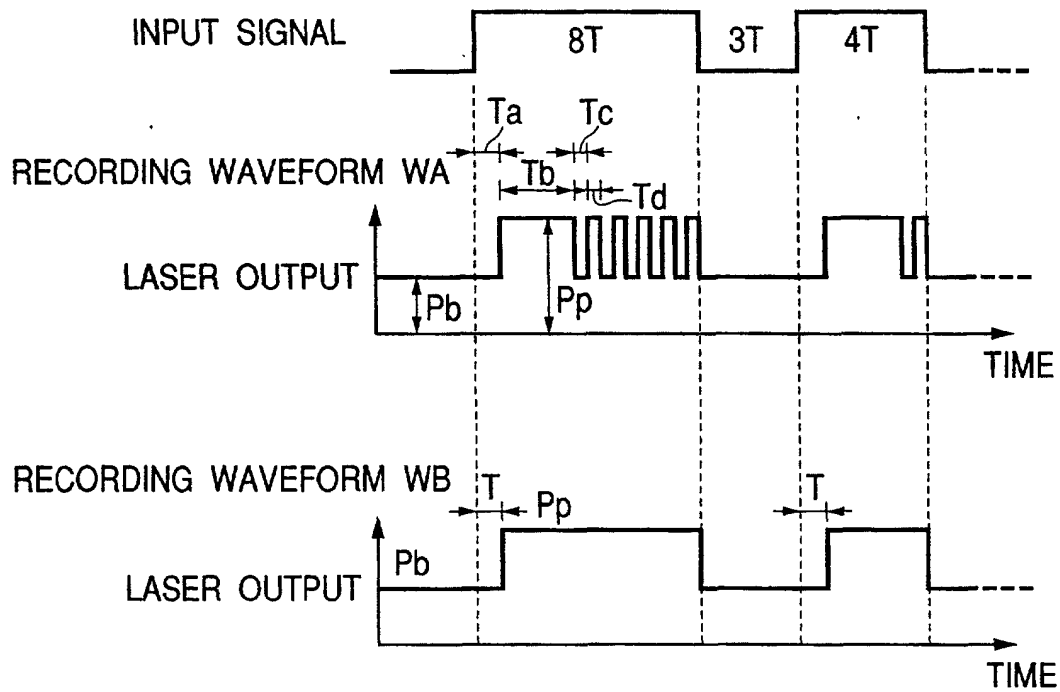 INPUT SIGNAL
8T
3T
4T
Ta
Tc
RECORDING WAVEFORM WA
Tb
Td
LASER OUTPUT
Pb
Pp
TIME
RECORDING WAVEFORM WB
T
Pp
T
Pb
LASER OUTPUT
TIME